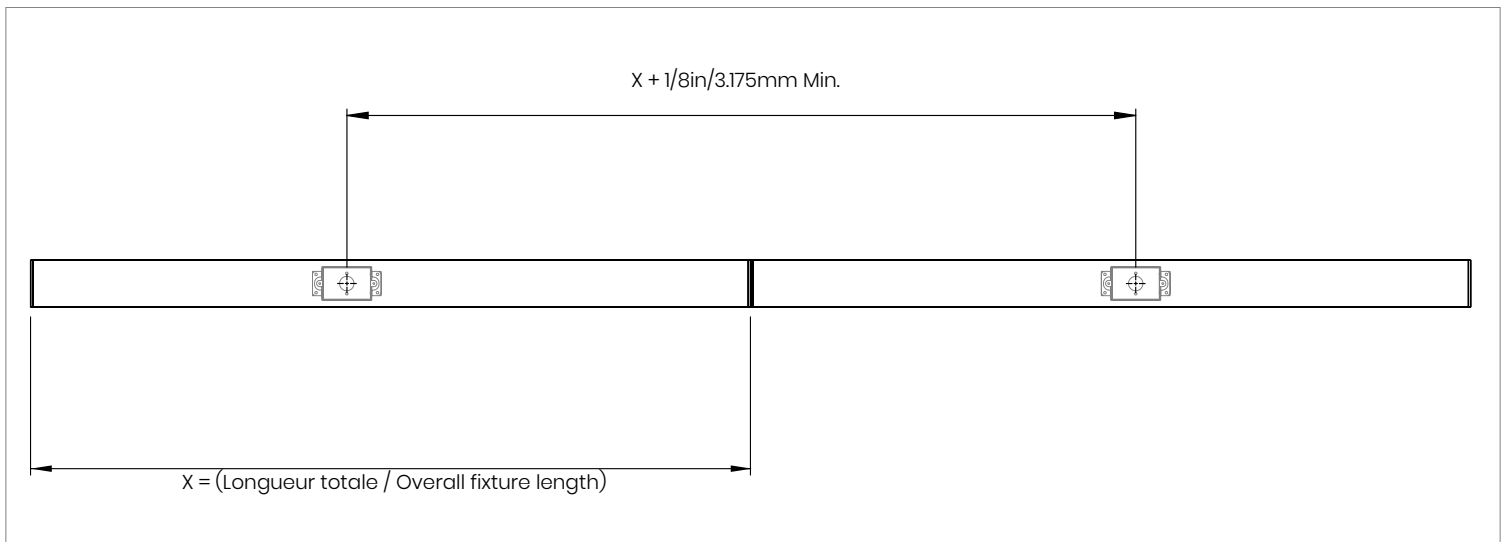 X + 1/8in/3.175mm Min.
X = (Longueur totale / Overall fixture length)